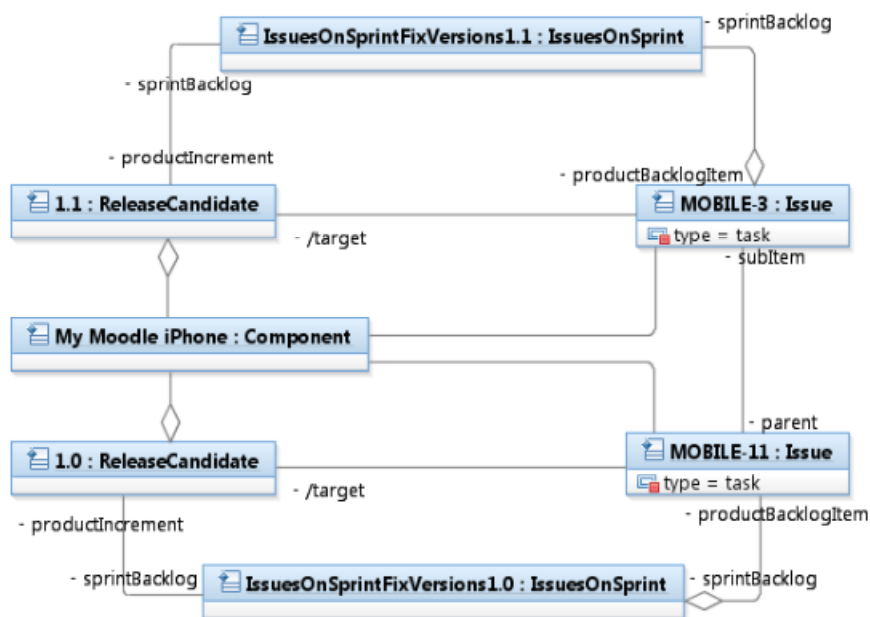 - sprintBacklog
IssuesOnSprintFixVersions1.1 : IssuesOnSprint
- sprintBacklog
- productIncrement
- productBacklogItem
1.1 : ReleaseCandidate
MOBILE-3 : Issue
- /target
type = task
- subItem
My Moodle iPhone : Component
- parent
1.0 : ReleaseCandidate
MOBILE-11 : Issue
- /target
type = task
- productIncrement
- productBacklogItem
- sprintBacklog
IssuesOnSprintFixVersions1.0 : IssuesOnSprint
- sprintBacklog